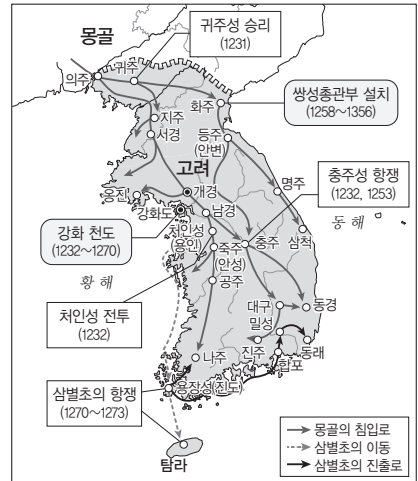 몽골
귀주성 승리
(1231)
의주
귀주
화주
쌍성총관부 설치
(1258~1356)
지주
서경
등주
(안변)
고려
충주성 항쟁
(1232, 1253)
명주
옹진
개경
강화도
남경
동해
강화 천도
(1232~1270)
처인성
(용인)
죽주
(안성)
충주
삼척
황해
공주
처인성 전투
(1232)
대구
동경
밀성
나주
진주
동래
합포
삼별초의 항쟁
(1270~1273)
용장성(진도)
탐라
몽골의 침입로
삼별초의 이동
삼별초의 진출로